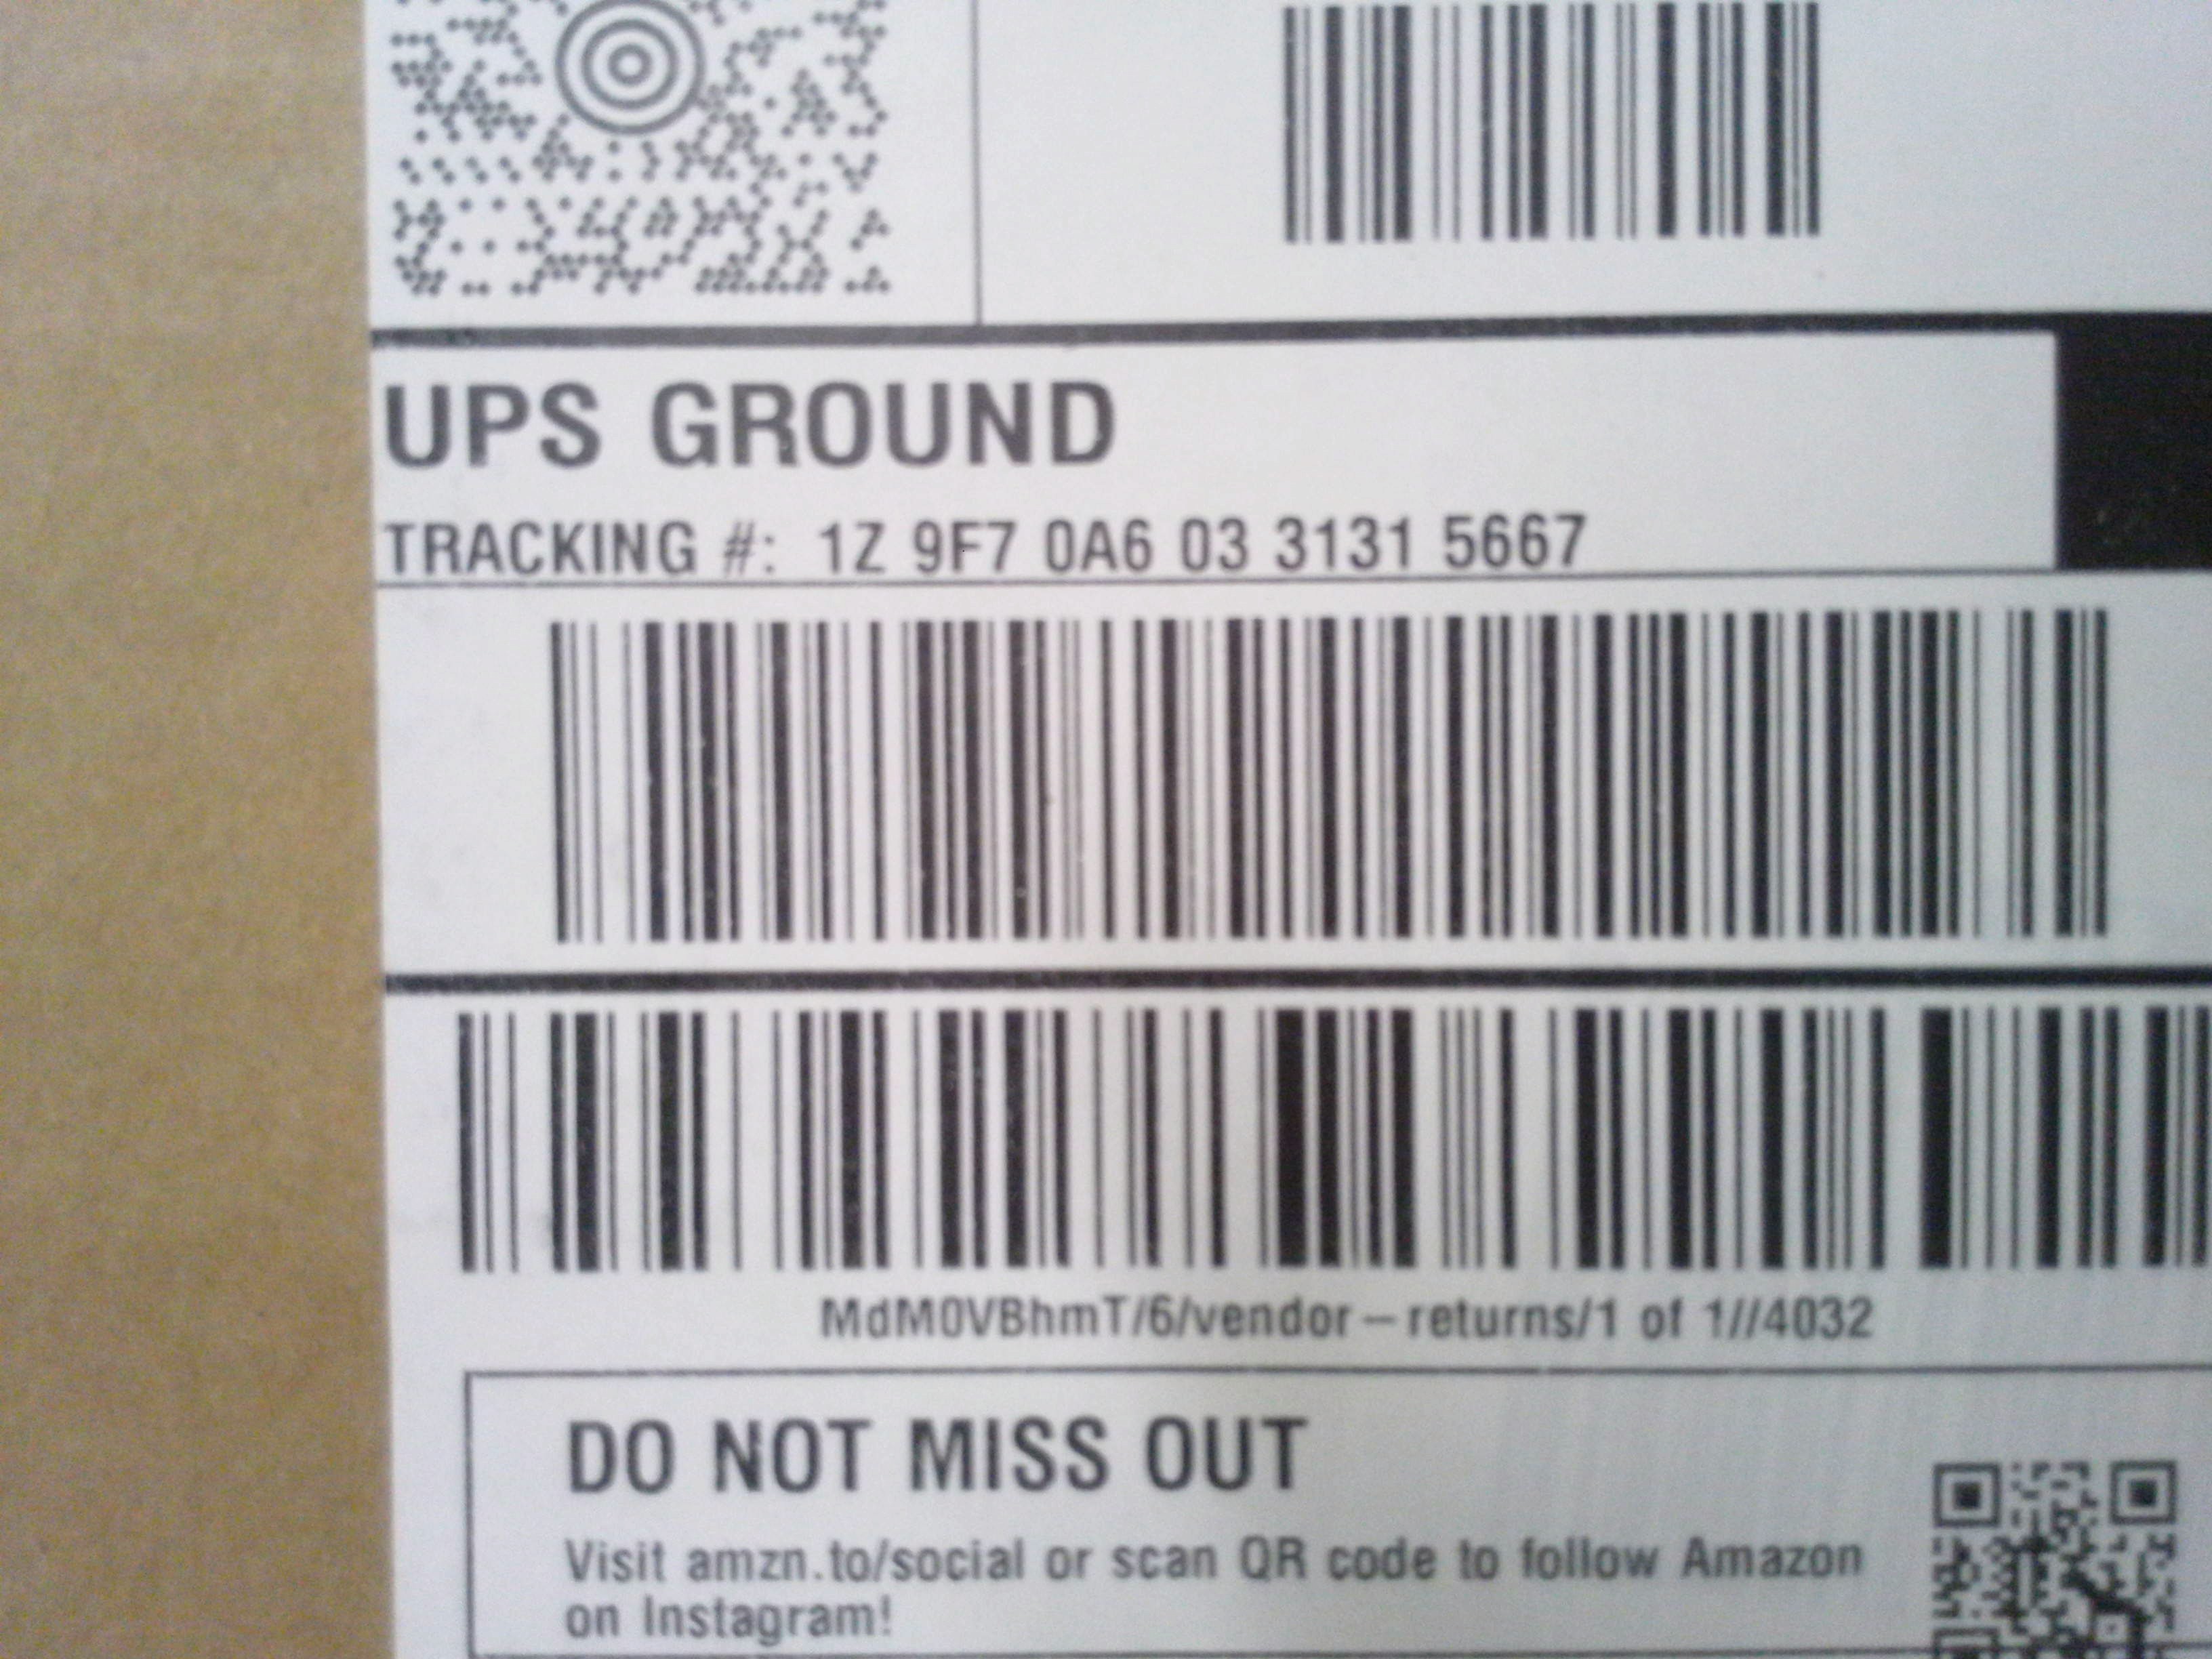 UPS GROUND
TRACKING #: 1Z 9F7 0A6 03 3131 5667
MdM0VBhmT/6/vendor-returns/1 of 1//4032
DO NOT MISS OUT
Visit amzn.to/social or scan QR code to follow Amazon
on Instagram!